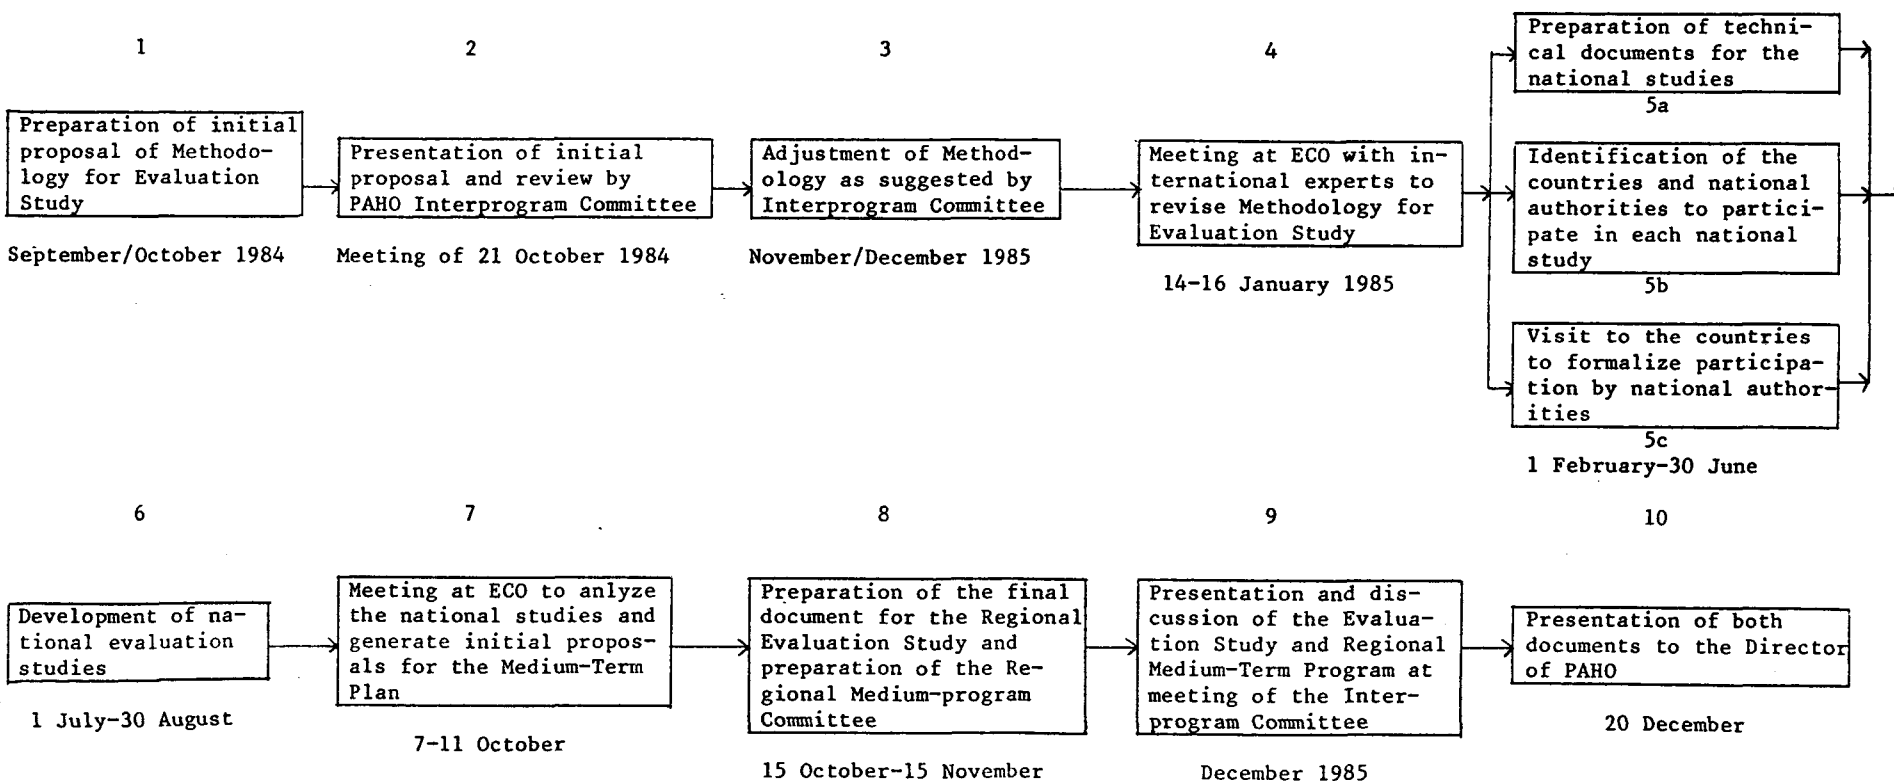 1
Preparation of initial
proposal of Methodo-
logy for Evaluation
Study
September/October 1984
2
Presentation of initial
proposal and review by
PAHO Interprogram Committee
Meeting of 21 October 1984
3
Adjustment of Method-
ology as suggested by
Interprogram Committee
November/December 1985
4
Meeting at ECO with in-
ternational experts to
revise Methodology for
Evaluation Study
14-16 January 1985
Preparation of techni-
cal documents for the
national studies
5a
Identification of the
countries and national
authorities to partici-
pate in each national
study
5b
Visit to the countries
to formalize participa-
tion by national author-
ities
5c
1 February-30 June
6
Development of na-
tional evaluation
studies
1 July-30 August
7
Meeting at ECO to anlyze
the national studies and
generate initial propos-
als for the Medium-Term
Plan
7-11 October
8
Preparation of the final
document for the Regional
Evaluation Study and
preparation of the Re-
gional Medium-program
Committee
15 October-15 November
9
Presentation and dis-
cussion of the Evalua-
tion Study and Regional
Medium-Term Program at
meeting of the Inter-
program Committee
December 1985
10
Presentation of both
documents to the Director
of PAHO
20 December